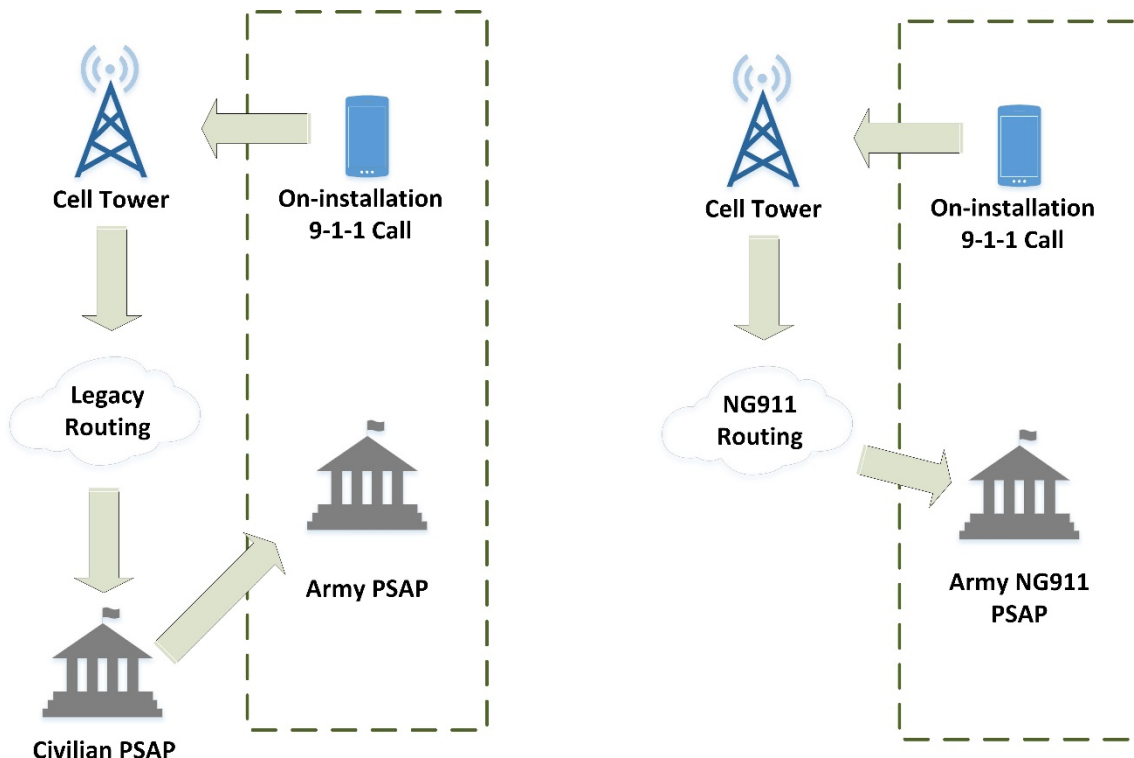 Cell Tower
On-installation
9-1-1 Call
Legacy
Routing
Army PSAP
Civilian PSAP
Cell Tower
On-installation
9-1-1 Call
NG911
Routing
Army NG911
PSAP